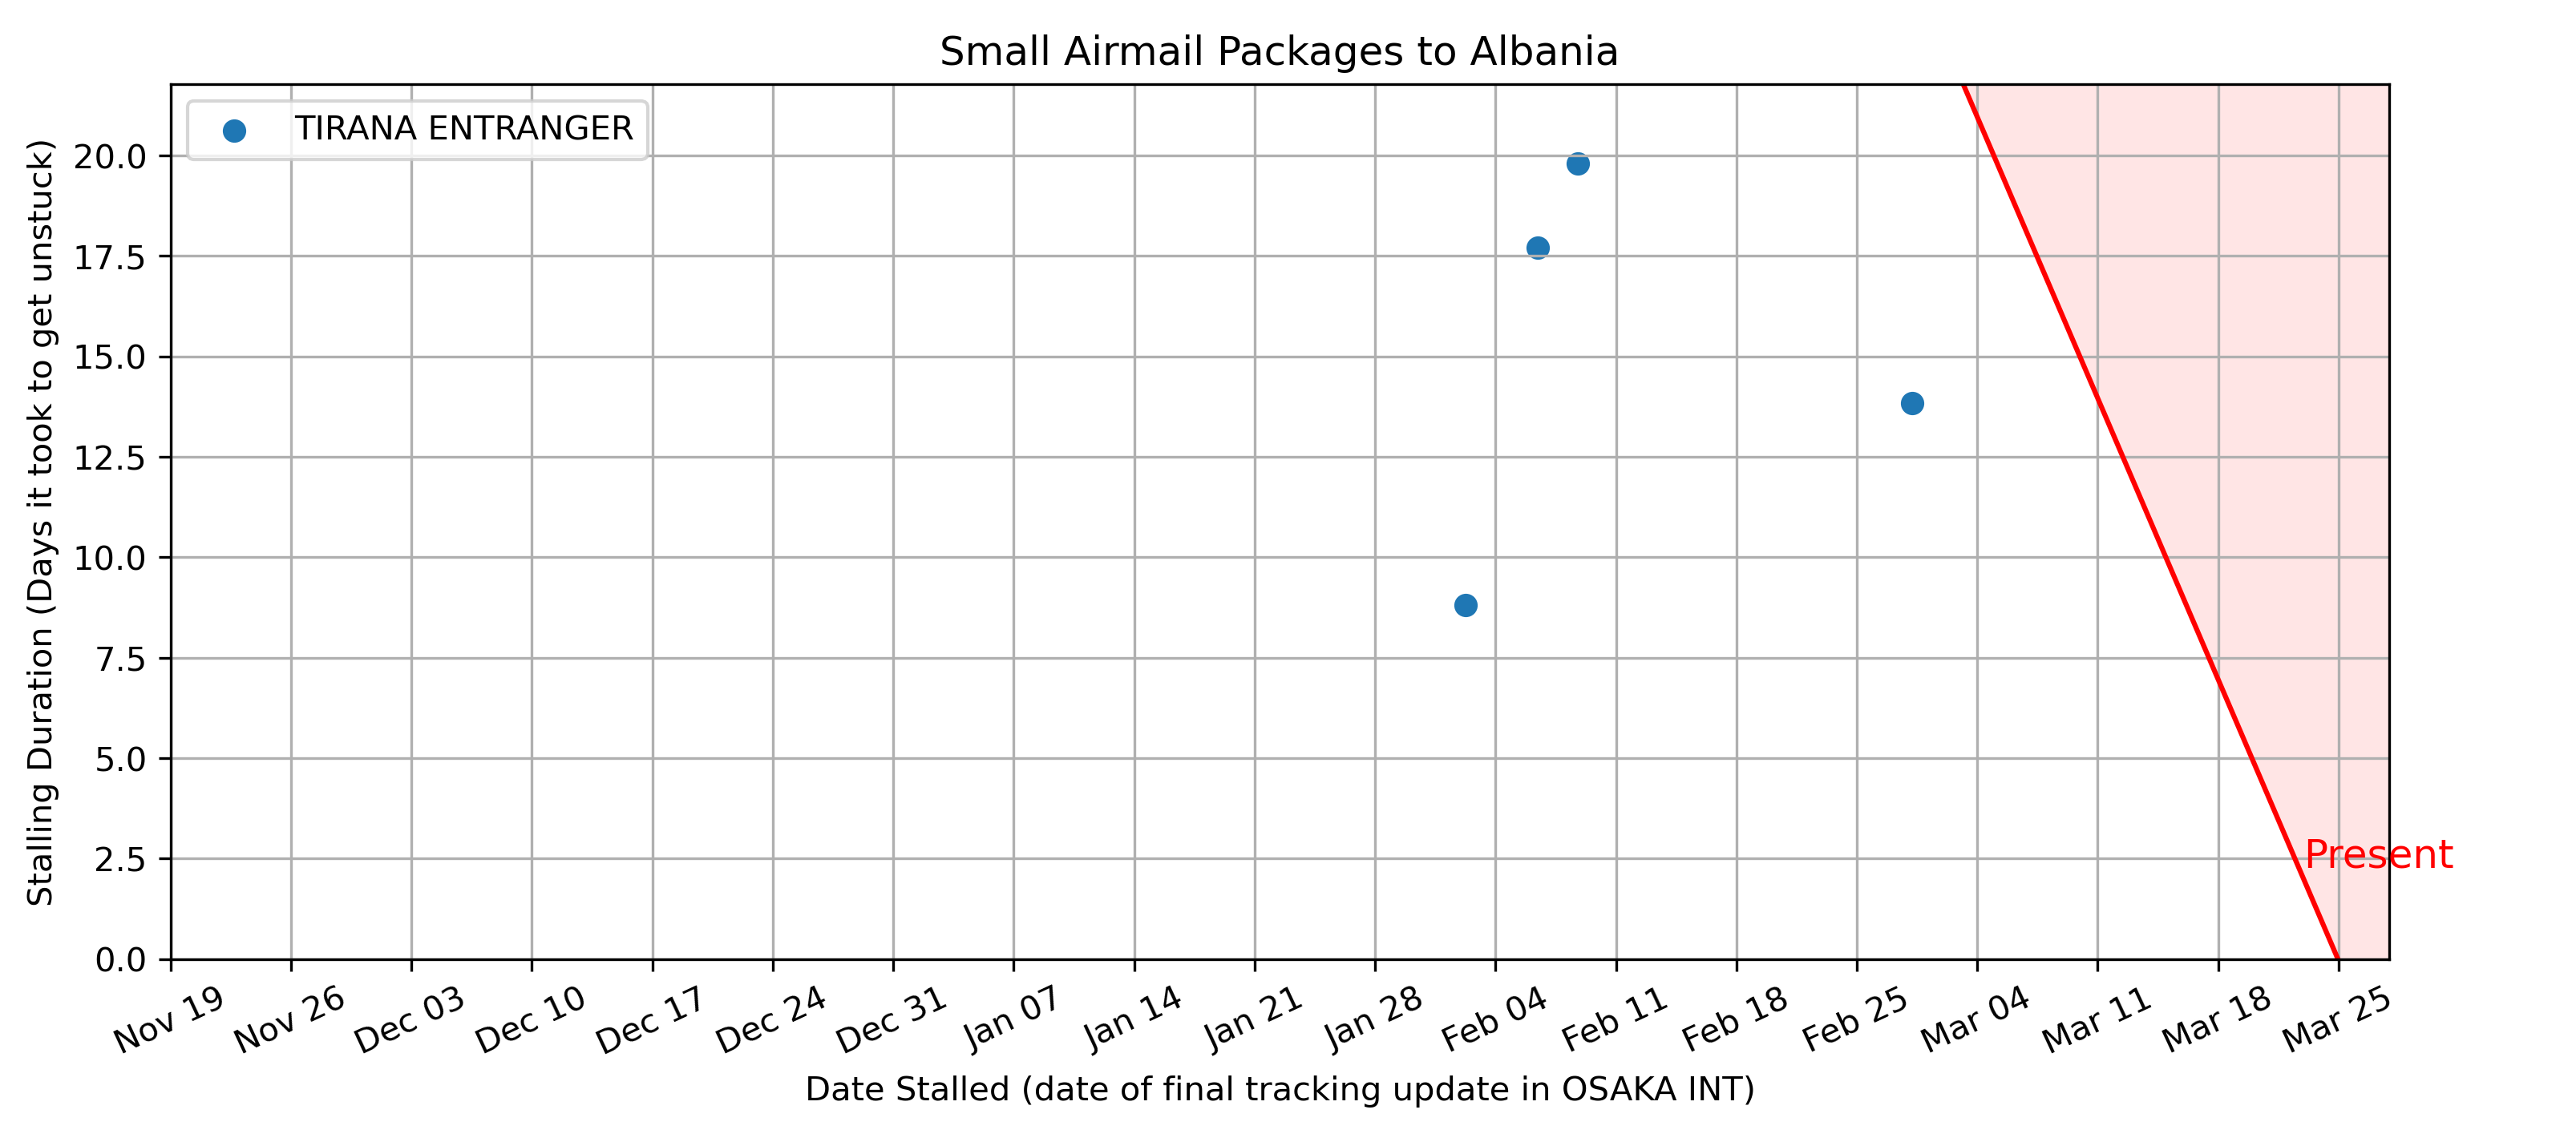 Small Airmail Packages to Albania
TIRANA ENTRANGER
Stalling Duration (Days it took to get unstuck)
20.0
17.5
15.0
12.5
10.0
7.5
5.0
2.5
0.0
Present
Nov 19
Nov 26
Dec 03
Dec 10
Dec 17
Dec 24
Dec 31
Jan 07
Jan 14
Jan 21
Jan 28
Feb 04
Feb 11
Feb 18
Feb 25
Mar 04
Mar 11
Mar 18
Mar 25
Date Stalled (date of final tracking update in OSAKA INT)